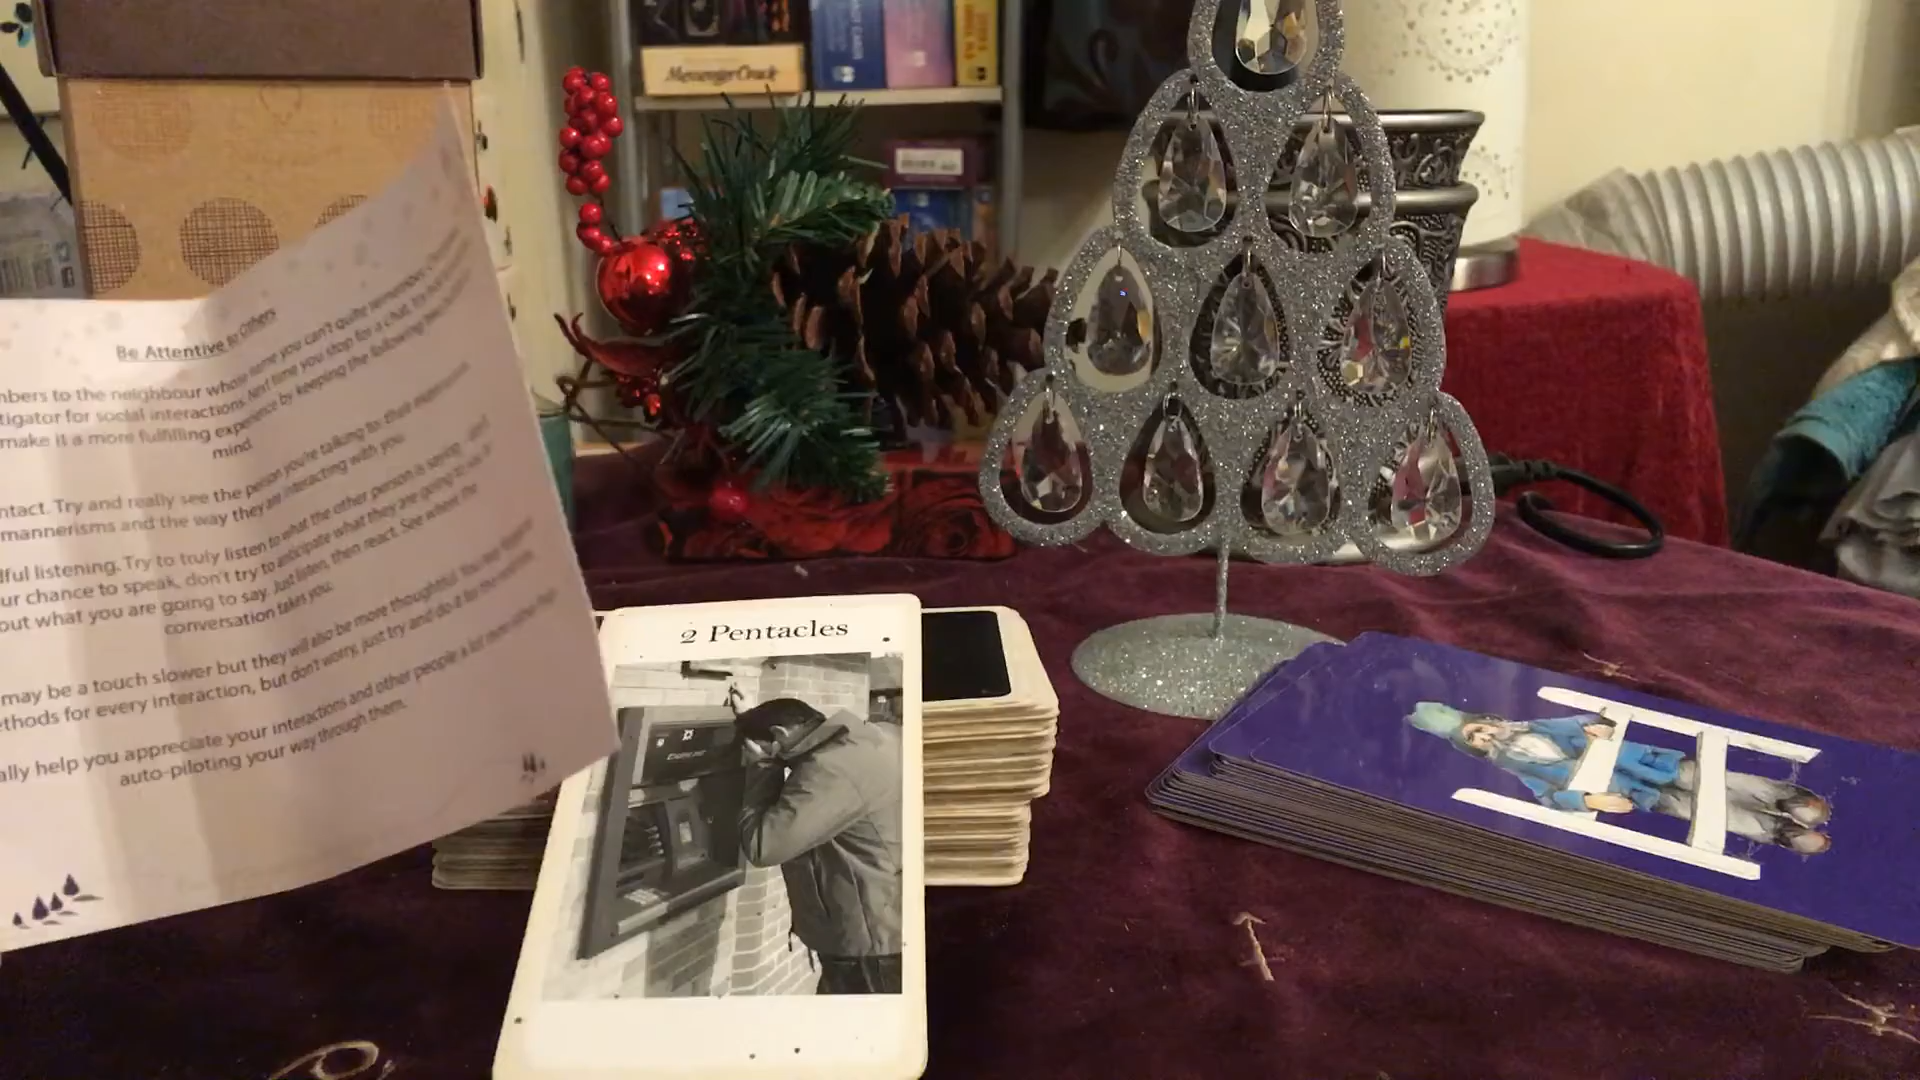 Messenger Oracle
Be Attentive to Others
mbers to the neighbour whose name you can't quite remember.
tigator for social interactions. Next time you stop for a chat, try
make it a more fulfilling experience by keeping the following
mind.
ntact. Try and really see the person you're talking to: their expression
mannerisms and the way they are interacting with you.
dful listening. Try to truly listen to what the other person is saying
ur chance to speak, don't try to anticipate what they are going to say
out what you are going to say. Just listen, then react. See where the
conversation takes you.
may be a touch slower but they will also be more thoughtful. You
ethods for every interaction, but don't worry, just try and do it for
ally help you appreciate your interactions and other people a lot
auto-piloting your way through them.
2 Pentacles